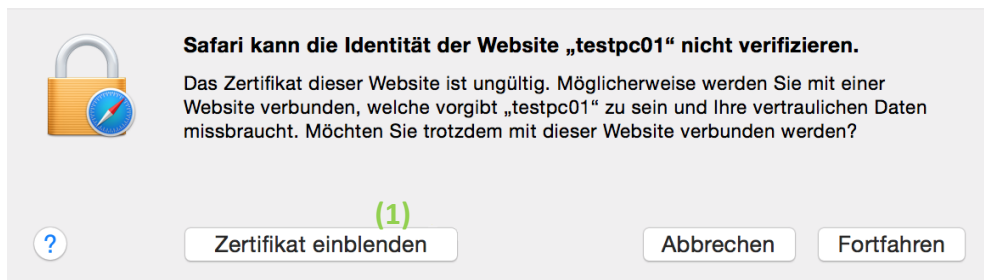 Safari kann die Identität der Website „testpc01“ nicht verifizieren.
Das Zertifikat dieser Website ist ungültig. Möglicherweise werden Sie mit einer
Website verbunden, welche vorgibt „testpc01“ zu sein und Ihre vertraulichen Daten
missbraucht. Möchten Sie trotzdem mit dieser Website verbunden werden?
(1)
? Zertifikat einblenden Abbrechen Fortfahren